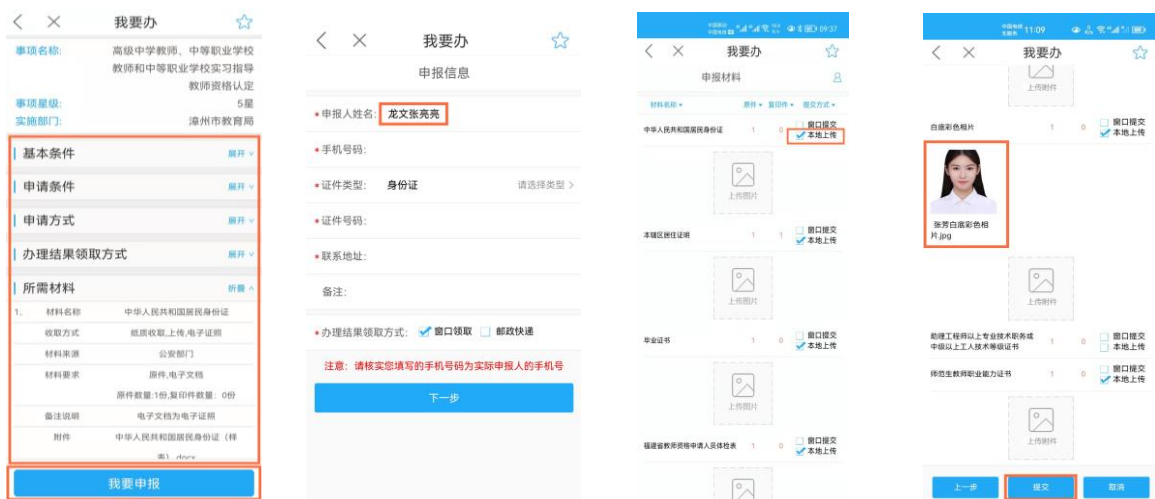 我要办
事项名称:
高级中学教师、中等职业学校
教师和中等职业学校实习指导
教师资格认定
事项星级:
5星
实施部门:
漳州市教育局
基本条件
展开
申请条件
展开
申请方式
展开
办理结果领取方式
展开
所需材料
折叠
1. 材料名称 中华人民共和国居民身份证
收取方式 纸质收取,上传,电子证照
材料来源 公安部门
材料要求 原件,电子文档
原件数量:1份,复印件数量: 0份
备注说明 电子文档为电子证照
附件 中华人民共和国居民身份证(样
表).docx
我要申报
我要办
申报信息
*申报人姓名: 龙文张亮亮
*手机号码:
*证件类型: 身份证 请选择类型
*证件号码:
*联系地址:
备注:
*办理结果领取方式: 窗口领取 邮政快递
注意:请核实您填写的手机号码为实际申报人的手机号
下一步
09:37
我要办
申报材料
材料名称 原件 复印件 提交方式
中华人民共和国居民身份证 1 0 窗口提交
本地上传
上传图片
本辖区居住证明 1 1 窗口提交
本地上传
上传图片
毕业证书 1 0 窗口提交
本地上传
上传图片
福建省教师资格申请人员体检表 1 0 窗口提交
本地上传
中国电信 11:09
我要办
上传附件
白底彩色相片 1 0 窗口提交
本地上传
张芳白底彩色相
片.jpg
上传附件
助理工程师以上专业技术职务或
中级以上工人技术等级证书 1 0 窗口提交
本地上传
师范生教师职业能力证书 1 0 窗口提交
本地上传
上传附件
上一步
提交
取消